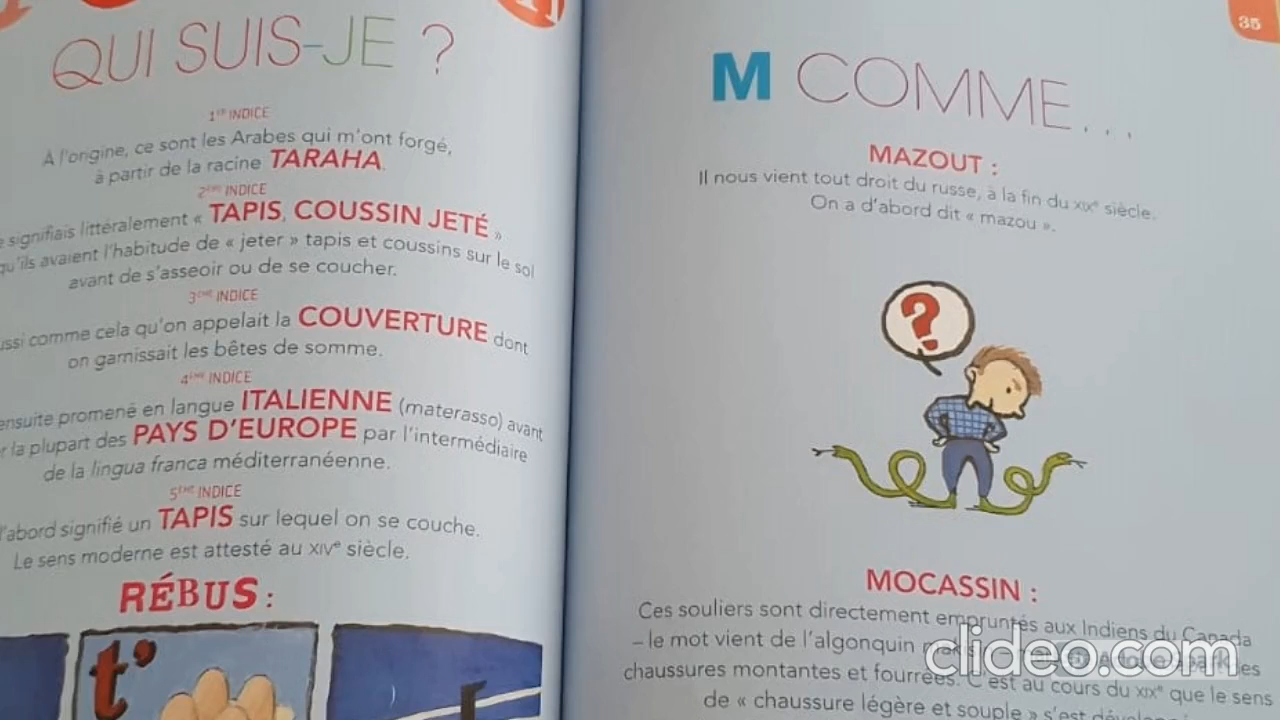 QUI SUIS-JE ?
1ER INDICE
À l'origine, ce sont les Arabes qui m'ont forgé,
à partir de la racine TARAHA.
2ÈME INDICE
signifiais littéralement « TAPIS, COUSSIN JETÉ »
qu'ils avaient l'habitude de « jeter » tapis et coussins sur le sol
avant de s'asseoir ou de se coucher.
3ÈME INDICE
comme cela qu'on appelait la COUVERTURE dont
on garnissait les bêtes de somme.
4ÈME INDICE
ensuite promené en langue ITALIENNE (materasso) avant
la plupart des PAYS D'EUROPE par l'intermédiaire
de la lingua franca méditerranéenne.
5ÈME INDICE
d'abord signifié un TAPIS sur lequel on se couche.
Le sens moderne est attesté au XIVe siècle.
RÉBUS :
t'
r
35
M COMME...
MAZOUT :
Il nous vient tout droit du russe, à la fin du XIXe siècle.
On a d'abord dit « mazou ».
?
MOCASSIN :
Ces souliers sont directement empruntés aux Indiens du Canada
– le mot vient de l'algonquin
chaussures montantes et fourrées. C'est au cours du XIXe que le sens
de « chaussure légère et souple » s'est
clideo.com